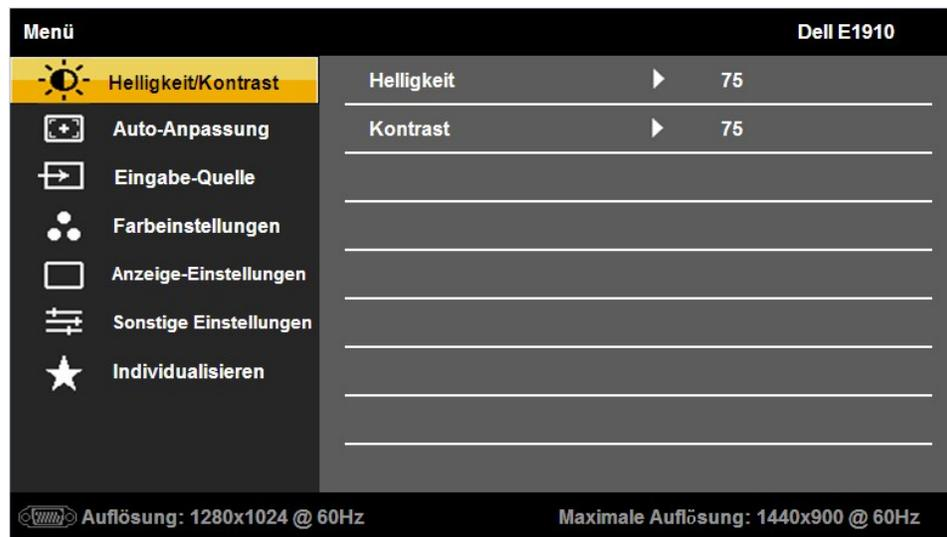 Menü Dell E1910
Helligkeit/Kontrast Helligkeit 75
Auto-Anpassung Kontrast 75
Eingabe-Quelle
Farbeinstellungen
Anzeige-Einstellungen
Sonstige Einstellungen
Individualisieren
Auflösung: 1280x1024 @ 60Hz Maximale Auflösung: 1440x900 @ 60Hz